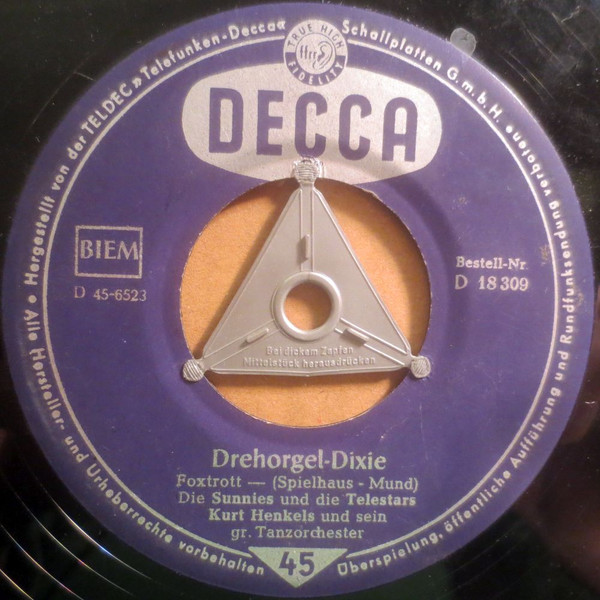 Alle Hersteller- und Urheberrechte vorbehalten • Hergestellt von der TELDEC »Telefunken-Decca« Schallplatten G.m.b.H.
TRUE HIGH
ffrr
FIDELITY
DECCA
BIEM
D 45-6523
Bestell-Nr.
D 18 309
Bei dickem Zapfen
Mittelstück herausdrücken
Drehorgel-Dixie
Foxtrott — (Spielhaus - Mund)
Die Sunnies und die Telestars
Kurt Henkels und sein
gr. Tanzorchester
45
Überspielung, öffentliche Aufführung und Rundfunksendung verboten